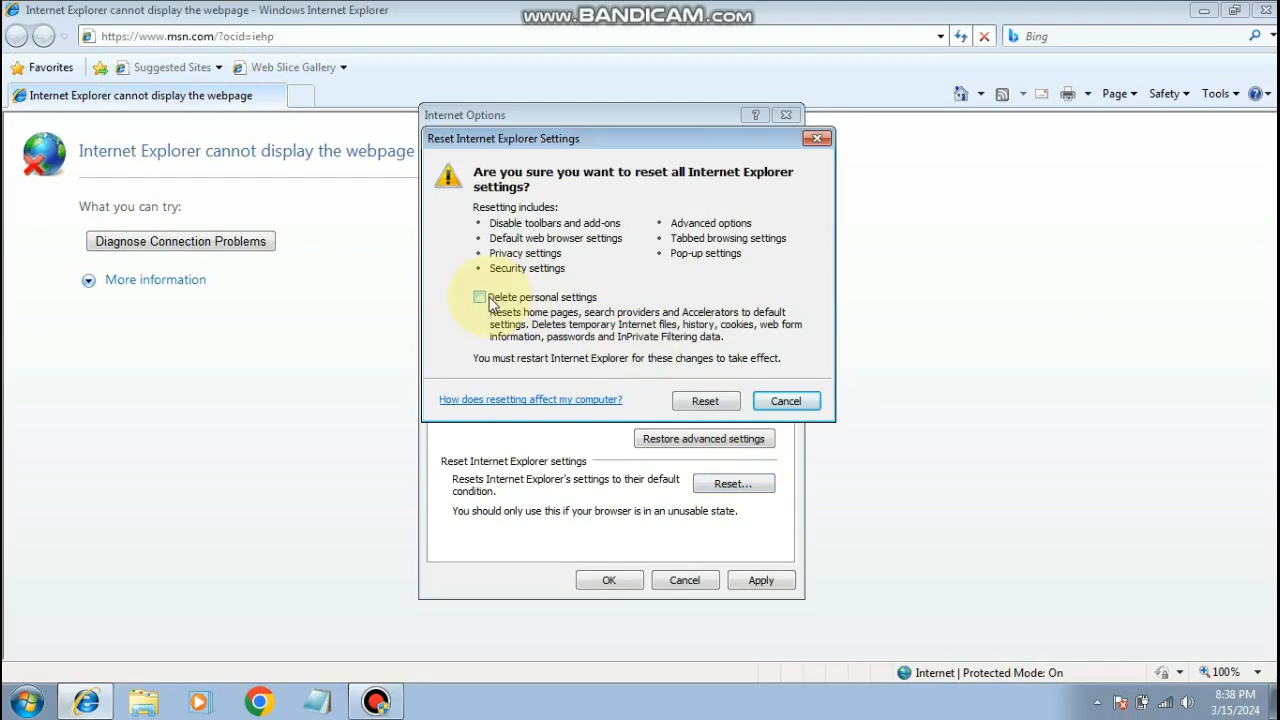 Internet Explorer cannot display the webpage - Windows Internet Explorer
www.BANDICAM.com
https://www.msn.com/?ocid=iehp
Bing
Favorites
Suggested Sites
Web Slice Gallery
Internet Explorer cannot display the webpage
Page
Safety
Tools
Internet Explorer cannot display the webpage
What you can try:
Diagnose Connection Problems
More information
Internet Options
Reset Internet Explorer Settings
Are you sure you want to reset all Internet Explorer
settings?
Resetting includes:
• Disable toolbars and add-ons
• Default web browser settings
• Privacy settings
• Security settings
• Advanced options
• Tabbed browsing settings
• Pop-up settings
Delete personal settings
Resets home pages, search providers and Accelerators to default
settings. Deletes temporary Internet files, history, cookies, web form
information, passwords and InPrivate Filtering data.
You must restart Internet Explorer for these changes to take effect.
How does resetting affect my computer?
Reset
Cancel
Restore advanced settings
Reset Internet Explorer settings
Resets Internet Explorer's settings to their default
condition.
Reset...
You should only use this if your browser is in an unusable state.
OK
Cancel
Apply
Internet | Protected Mode: On
100%
8:38 PM
3/15/2024